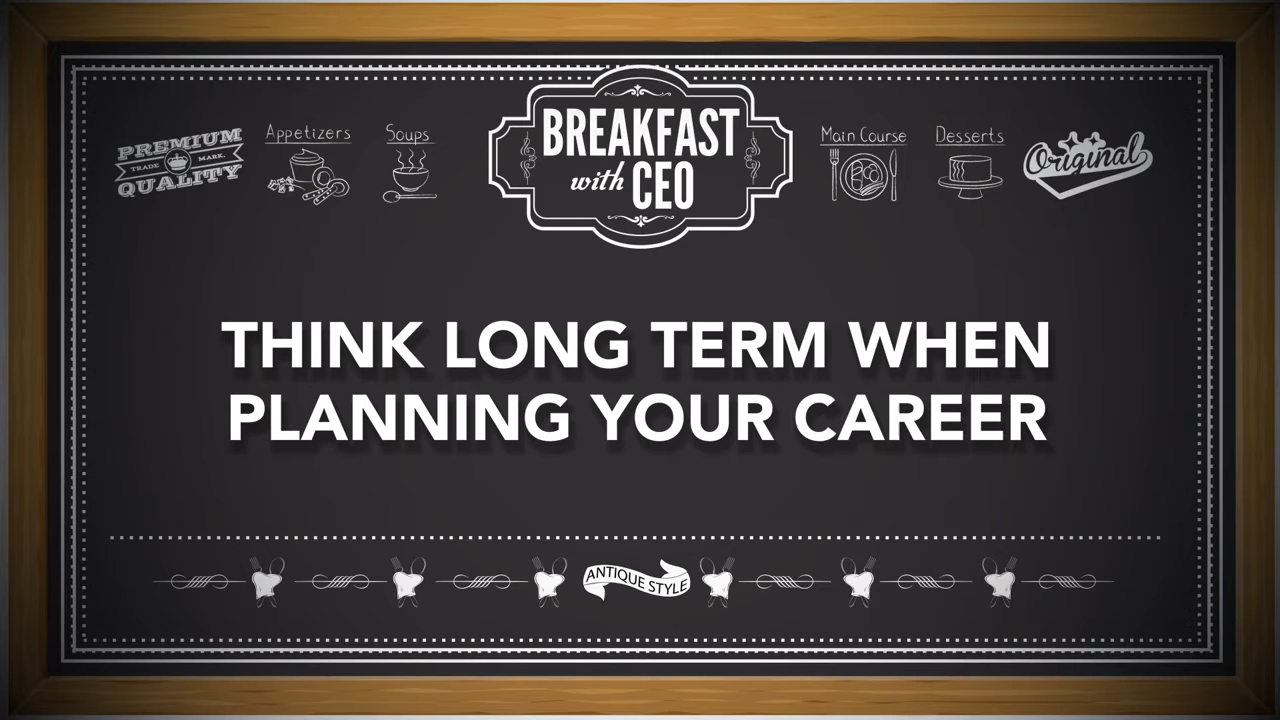 PREMIUM
TRADE MARK.
QUALITY
Appetizers
Soups
BREAKFAST
with CEO
Main Course
Desserts
Original
THINK LONG TERM WHEN
PLANNING YOUR CAREER
ANTIQUE STYLE